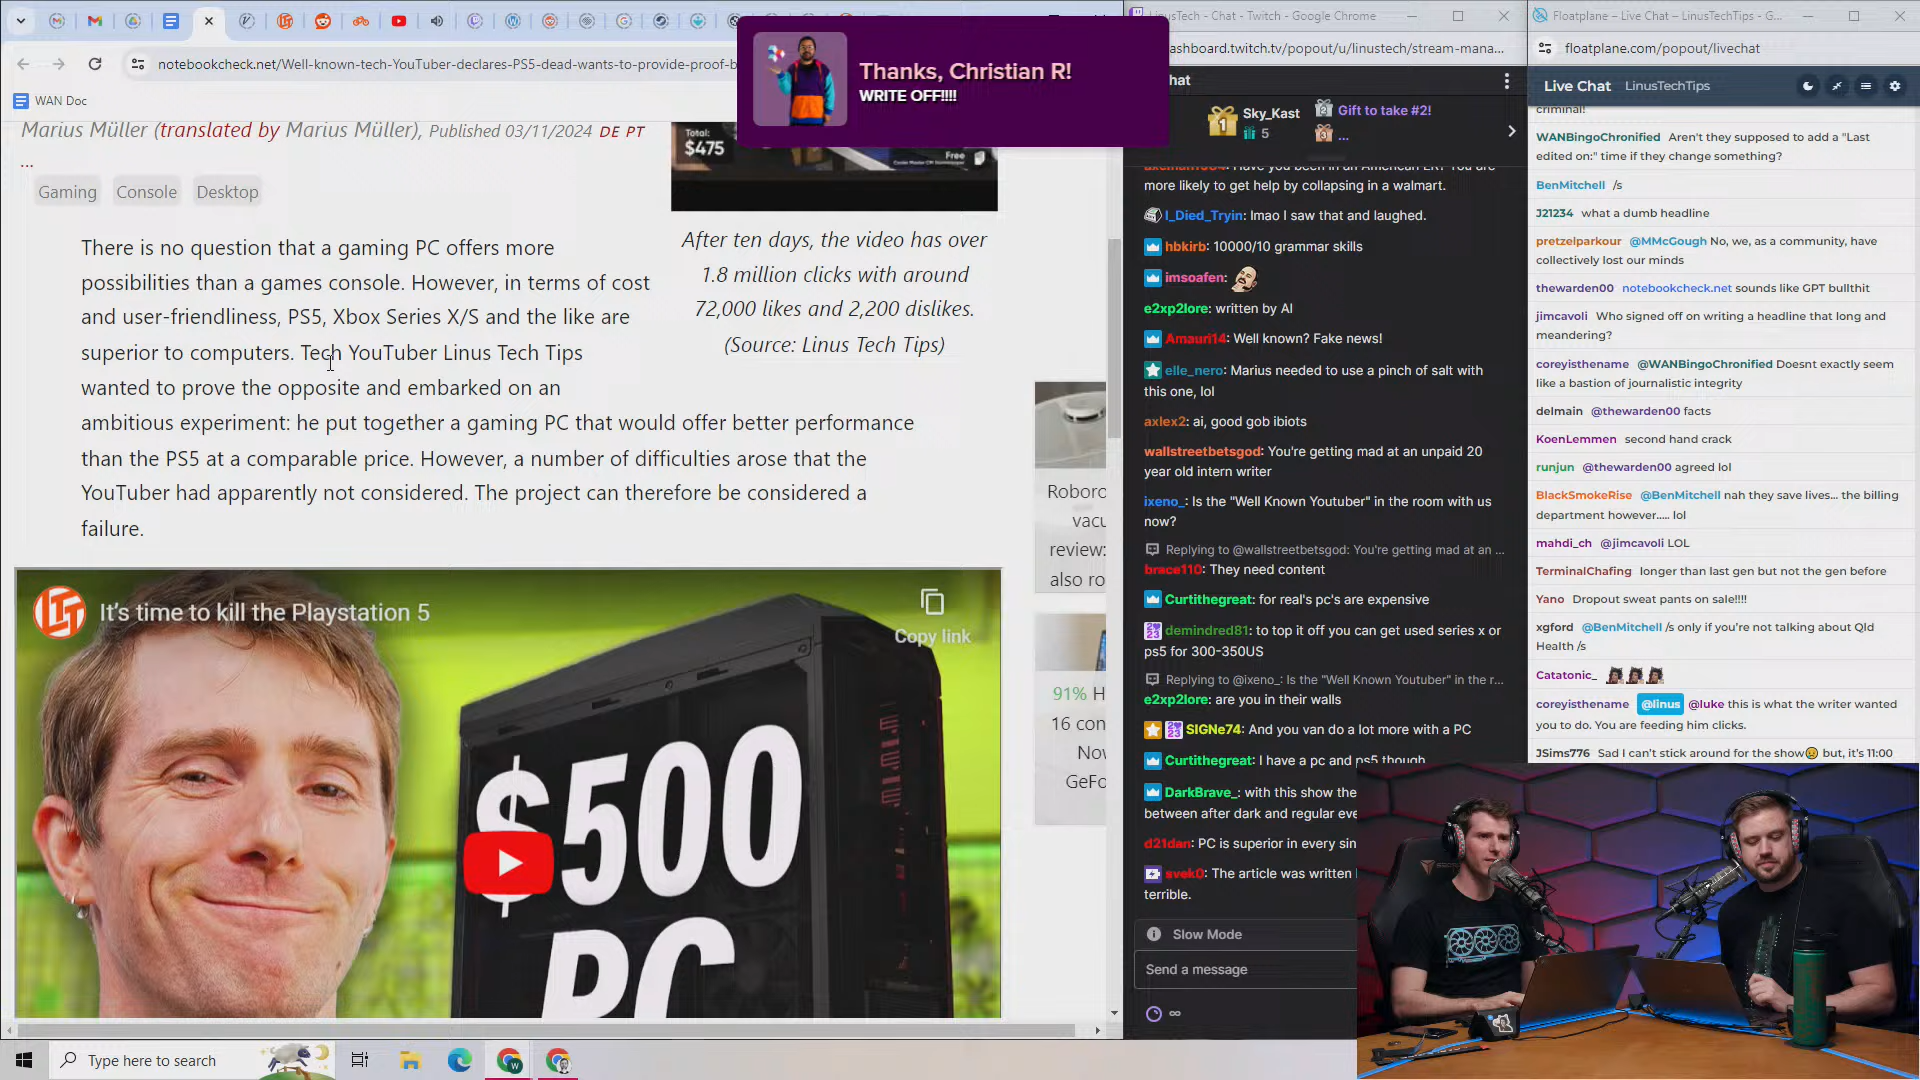 LinusTech - Chat - Twitch - Google Chrome
Floatplane – Live Chat – LinusTechTips - G...
notebookcheck.net/Well-known-tech-YouTuber-declares-PS5-dead-wants-to-provide-proof-b
ashboard.twitch.tv/popout/u/linustech/stream-mana...
floatplane.com/popout/livechat
WAN Doc
Thanks, Christian R!
WRITE OFF!!!!
Marius Müller (translated by Marius Müller), Published 03/11/2024 DE PT
...
Gaming Console Desktop
Total:
$475
Free
There is no question that a gaming PC offers more
possibilities than a games console. However, in terms of cost
and user-friendliness, PS5, Xbox Series X/S and the like are
superior to computers. Tech YouTuber Linus Tech Tips
wanted to prove the opposite and embarked on an
ambitious experiment: he put together a gaming PC that would offer better performance
than the PS5 at a comparable price. However, a number of difficulties arose that the
YouTuber had apparently not considered. The project can therefore be considered a
failure.
After ten days, the video has over
1.8 million clicks with around
72,000 likes and 2,200 dislikes.
(Source: Linus Tech Tips)
Roboro
vacu
review:
also ro
91% H
16 con
Nov
GeFo
LTT
It's time to kill the Playstation 5
Copy link
$500
PC
Type here to search
hat
1
Sky_Kast
5
2
Gift to take #2!
3
...
more likely to get help by collapsing in a walmart.
I_Died_Tryin: lmao I saw that and laughed.
hbkirb: 10000/10 grammar skills
imsoafen:
e2xp2lore: written by AI
Amauri14: Well known? Fake news!
elle_nero: Marius needed to use a pinch of salt with
this one, lol
axlex2: ai, good gob ibiots
wallstreetbetsgod: You're getting mad at an unpaid 20
year old intern writer
ixeno_: Is the "Well Known Youtuber" in the room with us
now?
Replying to @wallstreetbetsgod: You're getting mad at an ...
brace110: They need content
Curtithegreat: for real's pc's are expensive
demindred81: to top it off you can get used series x or
ps5 for 300-350US
Replying to @ixeno_: Is the "Well Known Youtuber" in the r...
e2xp2lore: are you in their walls
SIGNe74: And you van do a lot more with a PC
Curtithegreat: I have a pc and ps5 though
DarkBrave_: with this show the
between after dark and regular eve
d21dan: PC is superior in every sin
svek0: The article was written
terrible.
Slow Mode
Send a message
∞
Live Chat LinusTechTips
criminal!
WANBingoChronified Aren't they supposed to add a "Last
edited on:" time if they change something?
BenMitchell /s
J21234 what a dumb headline
pretzelparkour @MMcGough No, we, as a community, have
collectively lost our minds
thewarden00 notebookcheck.net sounds like GPT bullthit
jimcavoli Who signed off on writing a headline that long and
meandering?
coreyisthename @WANBingoChronified Doesnt exactly seem
like a bastion of journalistic integrity
delmain @thewarden00 facts
KoenLemmen second hand crack
runjun @thewarden00 agreed lol
BlackSmokeRise @BenMitchell nah they save lives... the billing
department however..... lol
mahdi_ch @jimcavoli LOL
TerminalChafing longer than last gen but not the gen before
Yano Dropout sweat pants on sale!!!!
xgford @BenMitchell /s only if you're not talking about Qld
Health /s
Catatonic_
coreyisthename @linus @luke this is what the writer wanted
you to do. You are feeding him clicks.
JSims776 Sad I can't stick around for the show but, it's 11:00